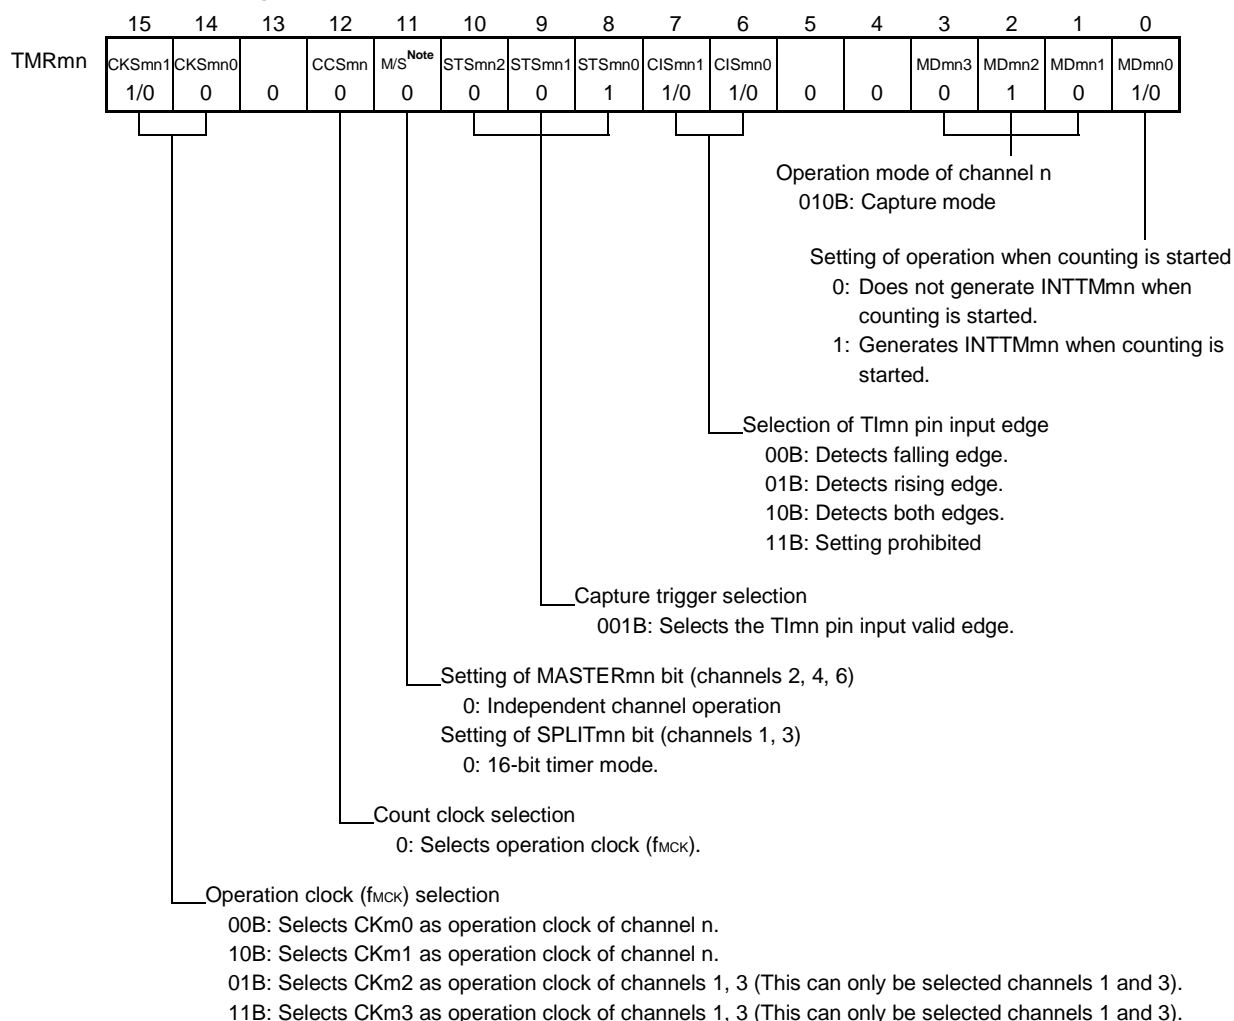 15 14 13 12 11 10 9 8 7 6 5 4 3 2 1 0
TMRmn CKSmn1 CKSmn0 CCSmn M/S Note STSmn2 STSmn1 STSmn0 CISmn1 CISmn0 MDmn3 MDmn2 MDmn1 MDmn0
1/0 0 0 0 0 0 0 1 1/0 1/0 0 0 0 1 0 1/0
Operation mode of channel n
010B: Capture mode
Setting of operation when counting is started
0: Does not generate INTTMmn when
counting is started.
1: Generates INTTMmn when counting is
started.
Selection of TImn pin input edge
00B: Detects falling edge.
01B: Detects rising edge.
10B: Detects both edges.
11B: Setting prohibited
Capture trigger selection
001B: Selects the TImn pin input valid edge.
Setting of MASTERmn bit (channels 2, 4, 6)
0: Independent channel operation
Setting of SPLITmn bit (channels 1, 3)
0: 16-bit timer mode.
Count clock selection
0: Selects operation clock (fMCK).
Operation clock (fMCK) selection
00B: Selects CKm0 as operation clock of channel n.
10B: Selects CKm1 as operation clock of channel n.
01B: Selects CKm2 as operation clock of channels 1, 3 (This can only be selected channels 1 and 3).
11B: Selects CKm3 as operation clock of channels 1, 3 (This can only be selected channels 1 and 3).